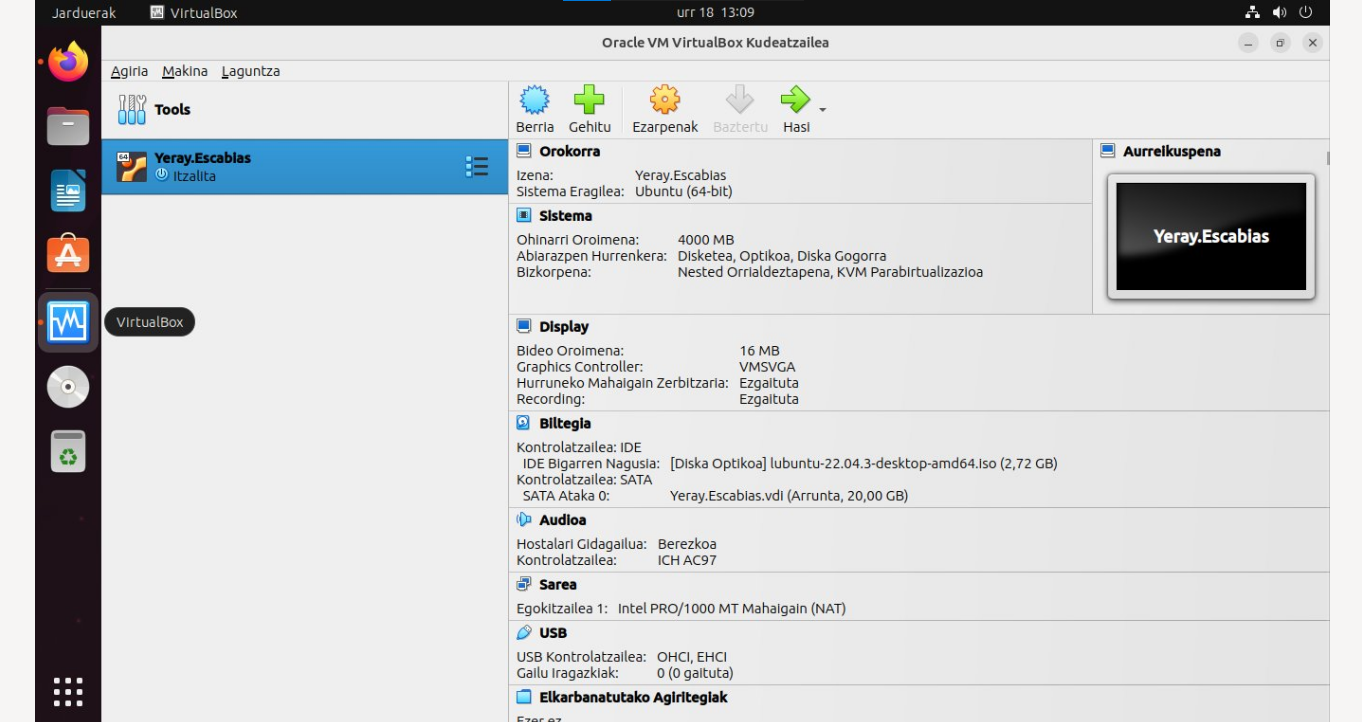 Jarduerak VirtualBox urr 18 13:09
Oracle VM VirtualBox Kudeatzailea
Agiria Makina Laguntza
Tools
Berria Gehitu Ezarpenak Baztertu Hasi
64 Yeray.Escabias
Itzalita
VirtualBox
Orokorra
Izena: Yeray.Escabias
Sistema Eragilea: Ubuntu (64-bit)
Sistema
Ohinarri Oroimena: 4000 MB
Abiarazpen Hurrenkera: Disketea, Optikoa, Diska Gogorra
Bizkorpena: Nested Orrialdeztapena, KVM Parabirtualizazioa
Aurreikuspena
Yeray.Escabias
Display
Bideo Oroimena: 16 MB
Graphics Controller: VMSVGA
Hurruneko Mahaigain Zerbitzaria: Ezgaituta
Recording: Ezgaituta
Biltegia
Kontrolatzailea: IDE
IDE Bigarren Nagusia: [Diska Optikoa] lubuntu-22.04.3-desktop-amd64.iso (2,72 GB)
Kontrolatzailea: SATA
SATA Ataka 0: Yeray.Escabias.vdi (Arrunta, 20,00 GB)
Audioa
Hostalari Gidagailua: Berezkoa
Kontrolatzailea: ICH AC97
Sarea
Egokitzailea 1: Intel PRO/1000 MT Mahaigain (NAT)
USB
USB Kontrolatzailea: OHCI, EHCI
Gailu Iragazkiak: 0 (0 gaituta)
Elkarbanatutako Agiritegiak
Ezer ez